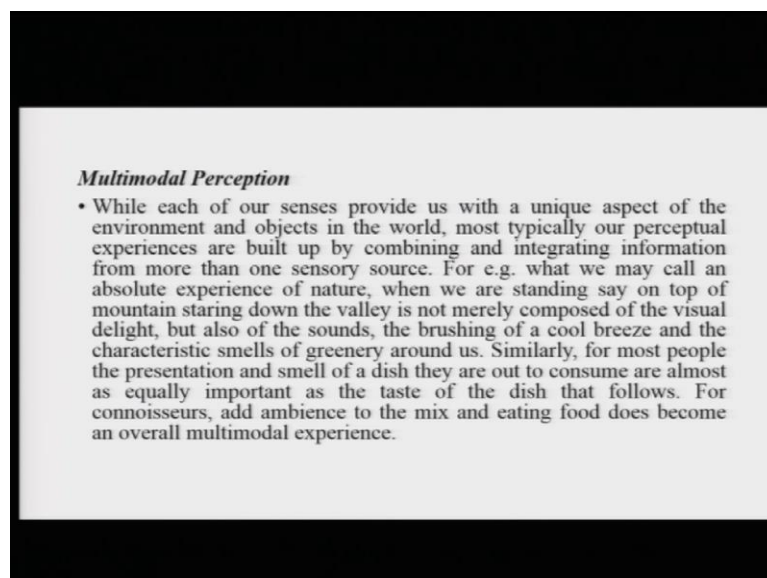 Multimodal Perception
• While each of our senses provide us with a unique aspect of the
environment and objects in the world, most typically our perceptual
experiences are built up by combining and integrating information
from more than one sensory source. For e.g. what we may call an
absolute experience of nature, when we are standing say on top of
mountain staring down the valley is not merely composed of the visual
delight, but also of the sounds, the brushing of a cool breeze and the
characteristic smells of greenery around us. Similarly, for most people
the presentation and smell of a dish they are out to consume are almost
as equally important as the taste of the dish that follows. For
connoisseurs, add ambience to the mix and eating food does become
an overall multimodal experience.